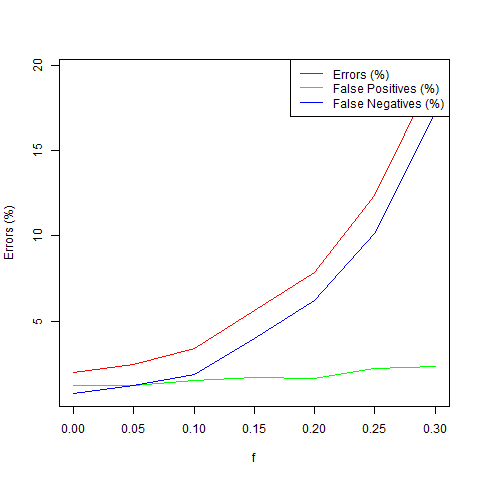 Errors (%)
False Positives (%)
False Negatives (%)
20
15
10
5
Errors (%)
0.00 0.05 0.10 0.15 0.20 0.25 0.30
f